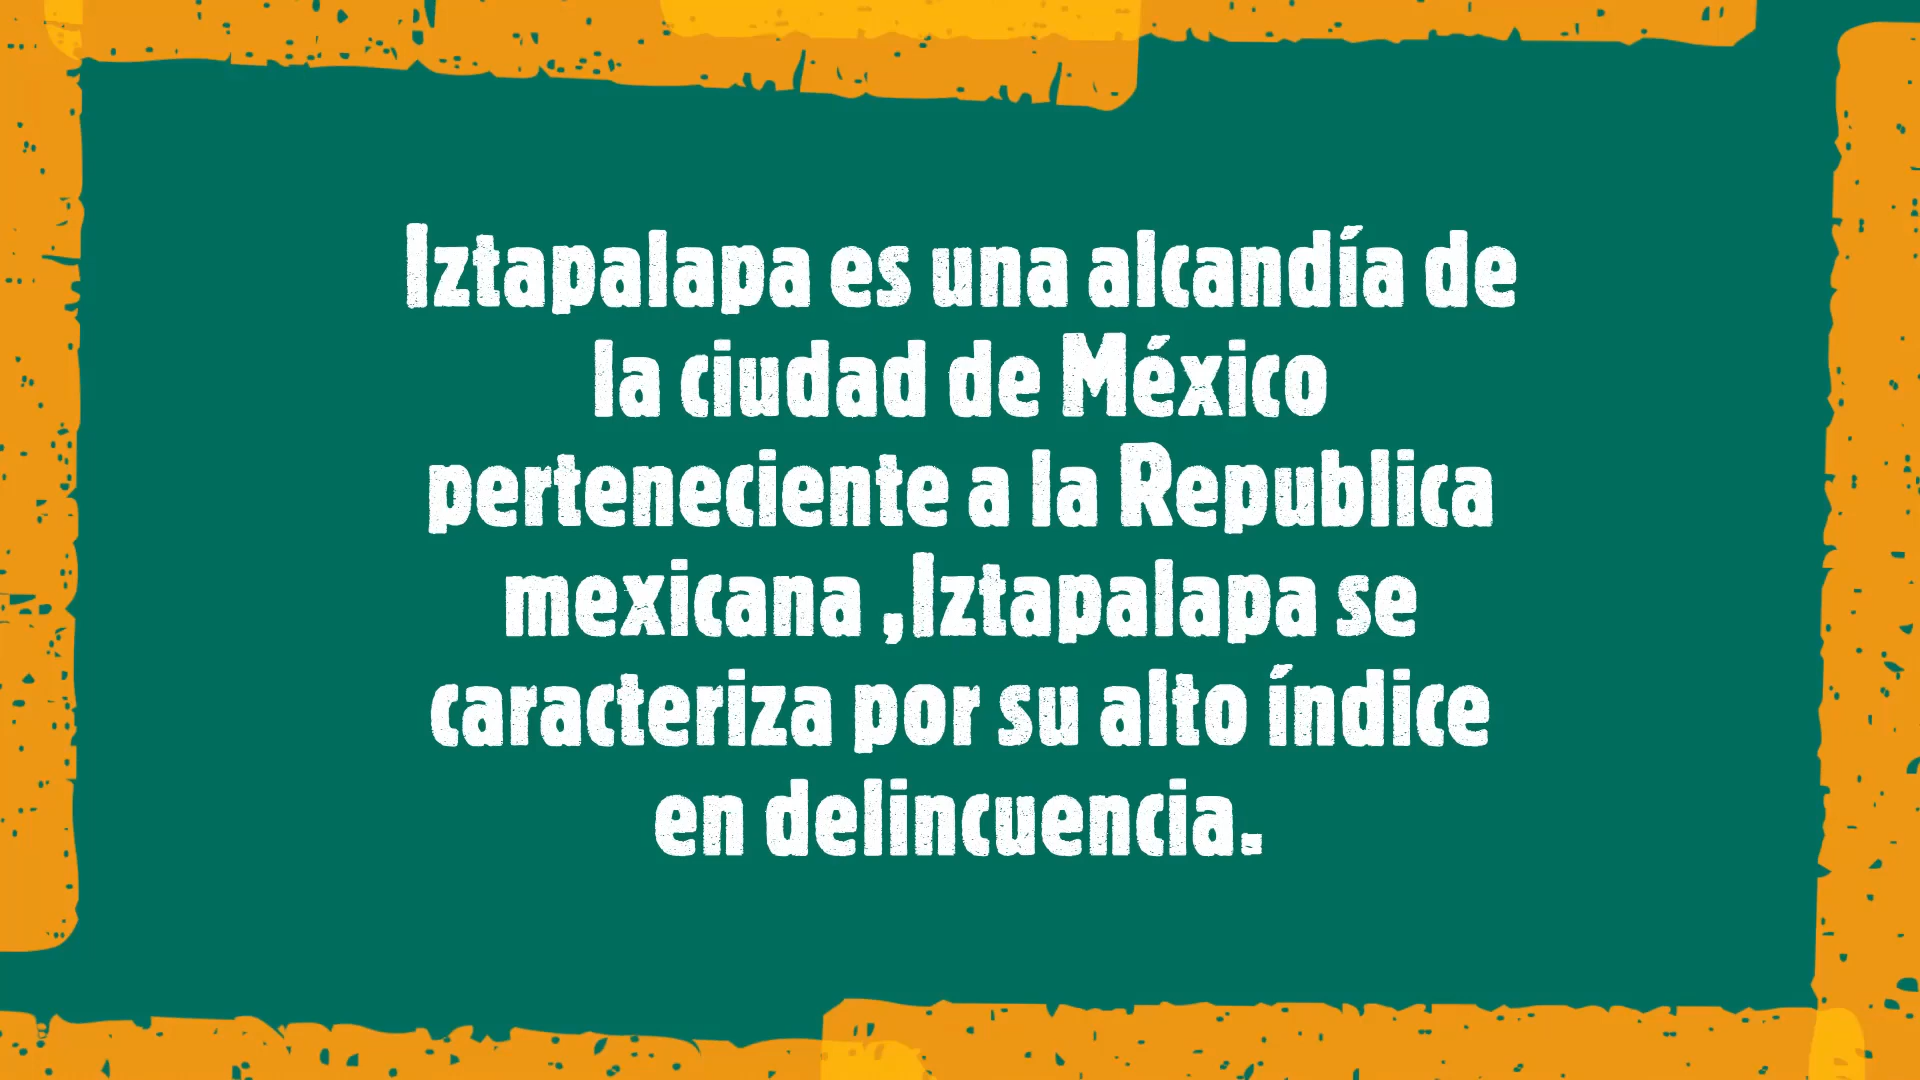 Iztapalapa es una alcandía de
la ciudad de México
perteneciente a la Republica
mexicana ,Iztapalapa se
caracteriza por su alto índice
en delincuencia.